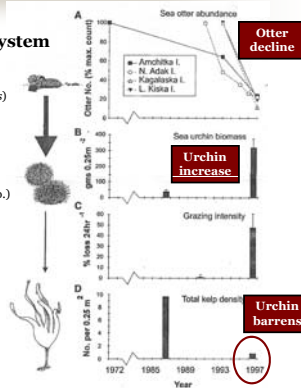 ystem
s)
o.)
A
Sea otter abundance
Otter
decline
Otter No. (% max. count)
100
80
60
40
20
0
Amchitka I.
N. Adak I.
Kagalaska I.
L. Kiska I.
B
Sea urchin biomass
gms 0.25m
400
300
200
100
0
Urchin
increase
C
Grazing intensity
% loss 24hr
60
50
40
30
20
10
0
D
Total kelp density
No. per 0.25 m
2
10
8
6
4
2
0
Urchin
barrens
1972
1985
1989
1993
1997
Year